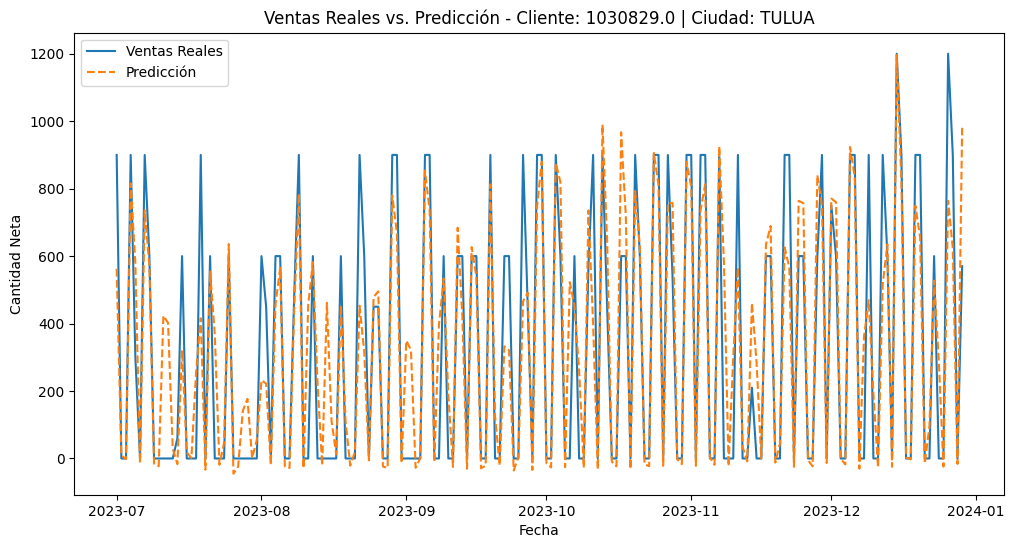 Ventas Reales vs. Predicción - Cliente: 1030829.0 | Ciudad: TULUA
Ventas Reales
Predicción
Cantidad Neta
1200
1000
800
600
400
200
0
2023-07
2023-08
2023-09
2023-10
2023-11
2023-12
2024-01
Fecha